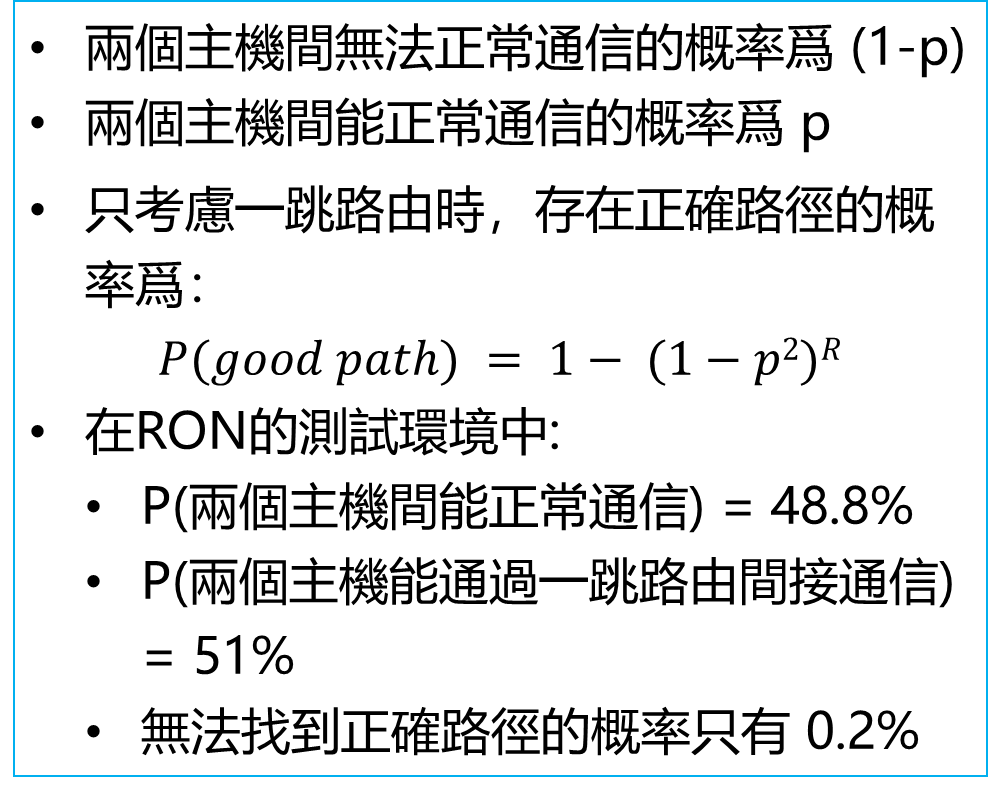 • 兩個主機間無法正常通信的概率爲 (1-p)
• 兩個主機間能正常通信的概率爲 p
• 只考慮一跳路由時，存在正確路徑的概
率爲：
P(good path) = 1 − (1 − p²)ᴿ
• 在RON的測試環境中:
• P(兩個主機間能正常通信) = 48.8%
• P(兩個主機能通過一跳路由間接通信)
= 51%
• 無法找到正確路徑的概率只有 0.2%